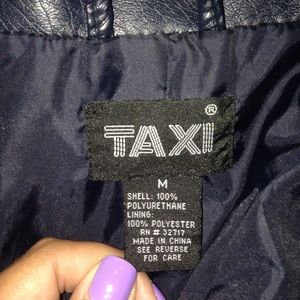 TAXI®
M
SHELL: 100%
POLYURETHANE
LINING:
100% POLYESTER
RN # 32717
MADE IN CHINA
SEE REVERSE
FOR CARE